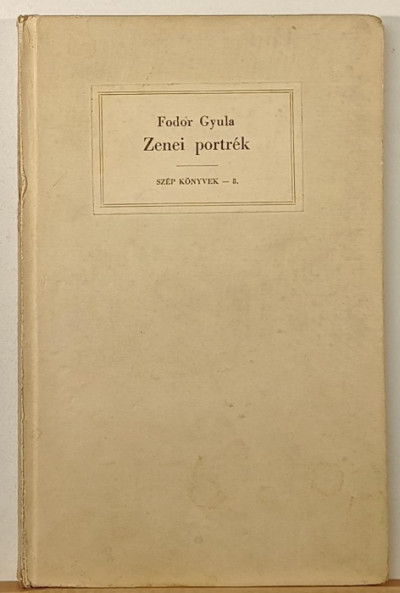 Fodor Gyula
Zenei portrék
SZÉP KÖNYVEK — 8.